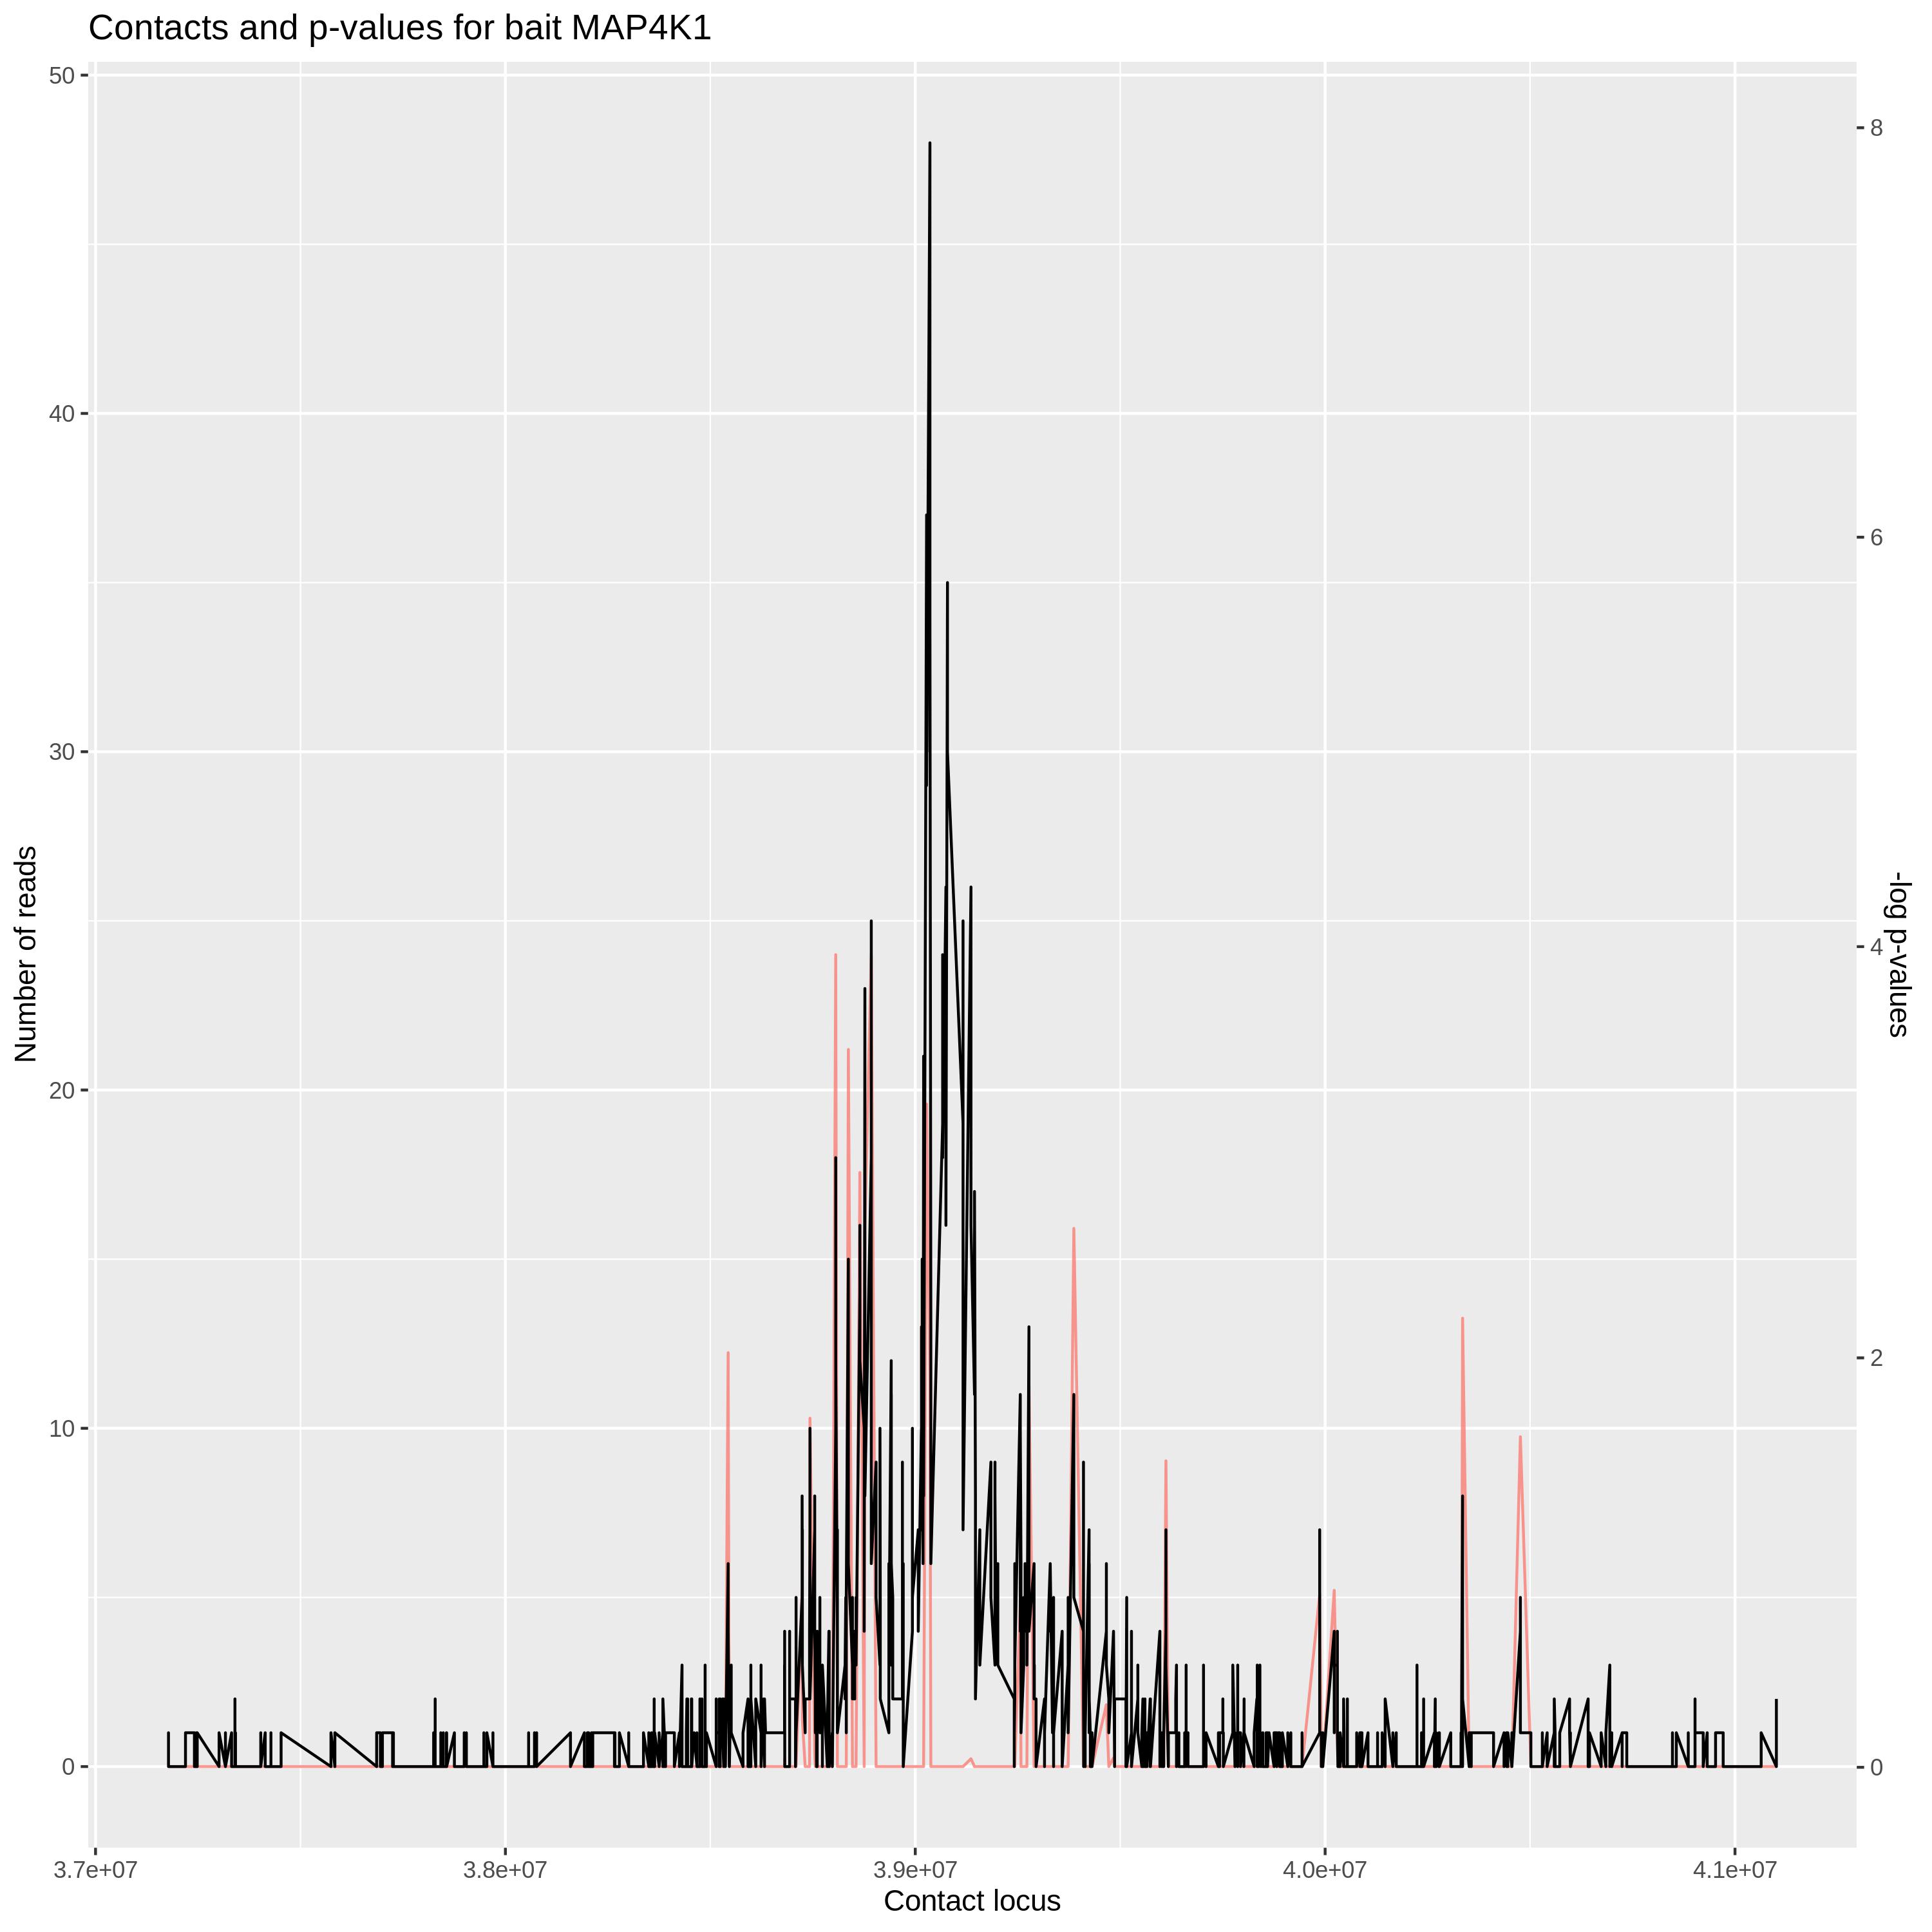 Contacts and p-values for bait MAP4K1
50
40
30
20
10
0
Number of reads
8
6
4
2
0
-log p-values
3.7e+07
3.8e+07
3.9e+07
4.0e+07
4.1e+07
Contact locus